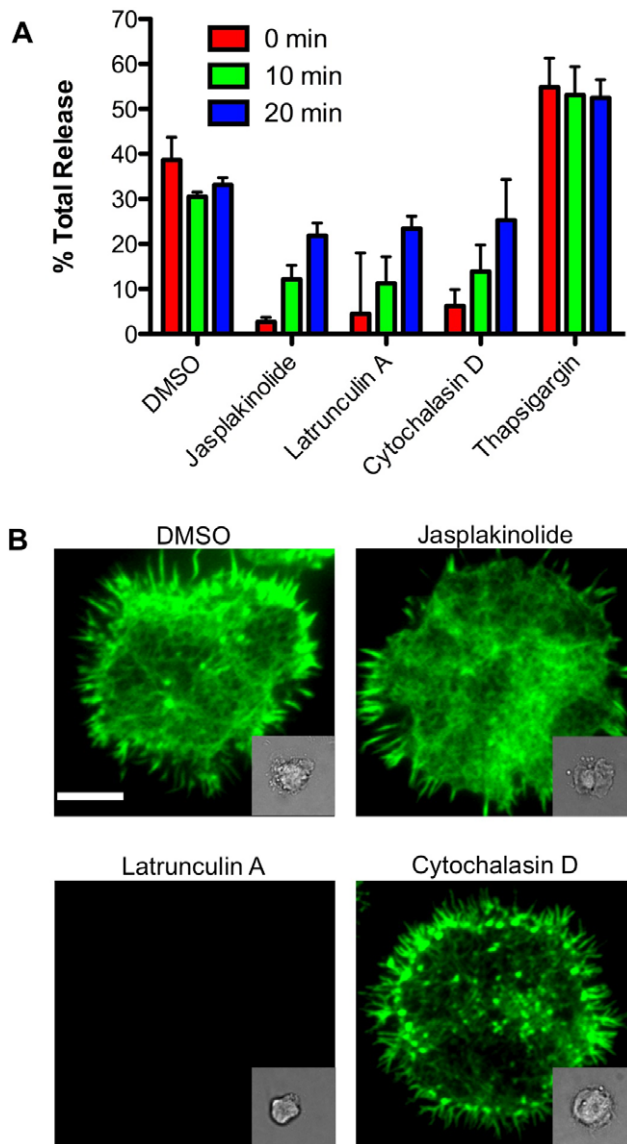 A
% Total Release
70
60
50
40
30
20
10
0
0 min
10 min
20 min
DMSO
Jasplakinolide
Latrunculin A
Cytochalasin D
Thapsigargin
B
DMSO
Jasplakinolide
Latrunculin A
Cytochalasin D